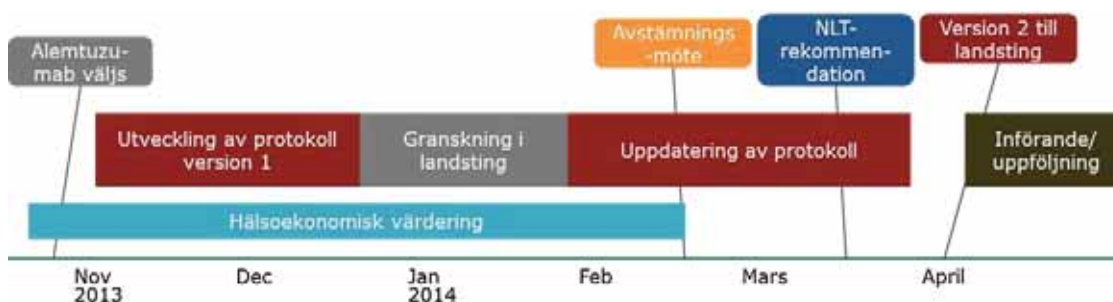 Alemtuzu-
mab väljs
Avstämnings
-möte
NLT-
rekommen-
dation
Version 2 till
landsting
Utveckling av protokoll
version 1
Granskning i
landsting
Uppdatering av protokoll
Införande/
uppföljning
Hälsoekonomisk värdering
Nov
2013
Dec
Jan
2014
Feb
Mars
April